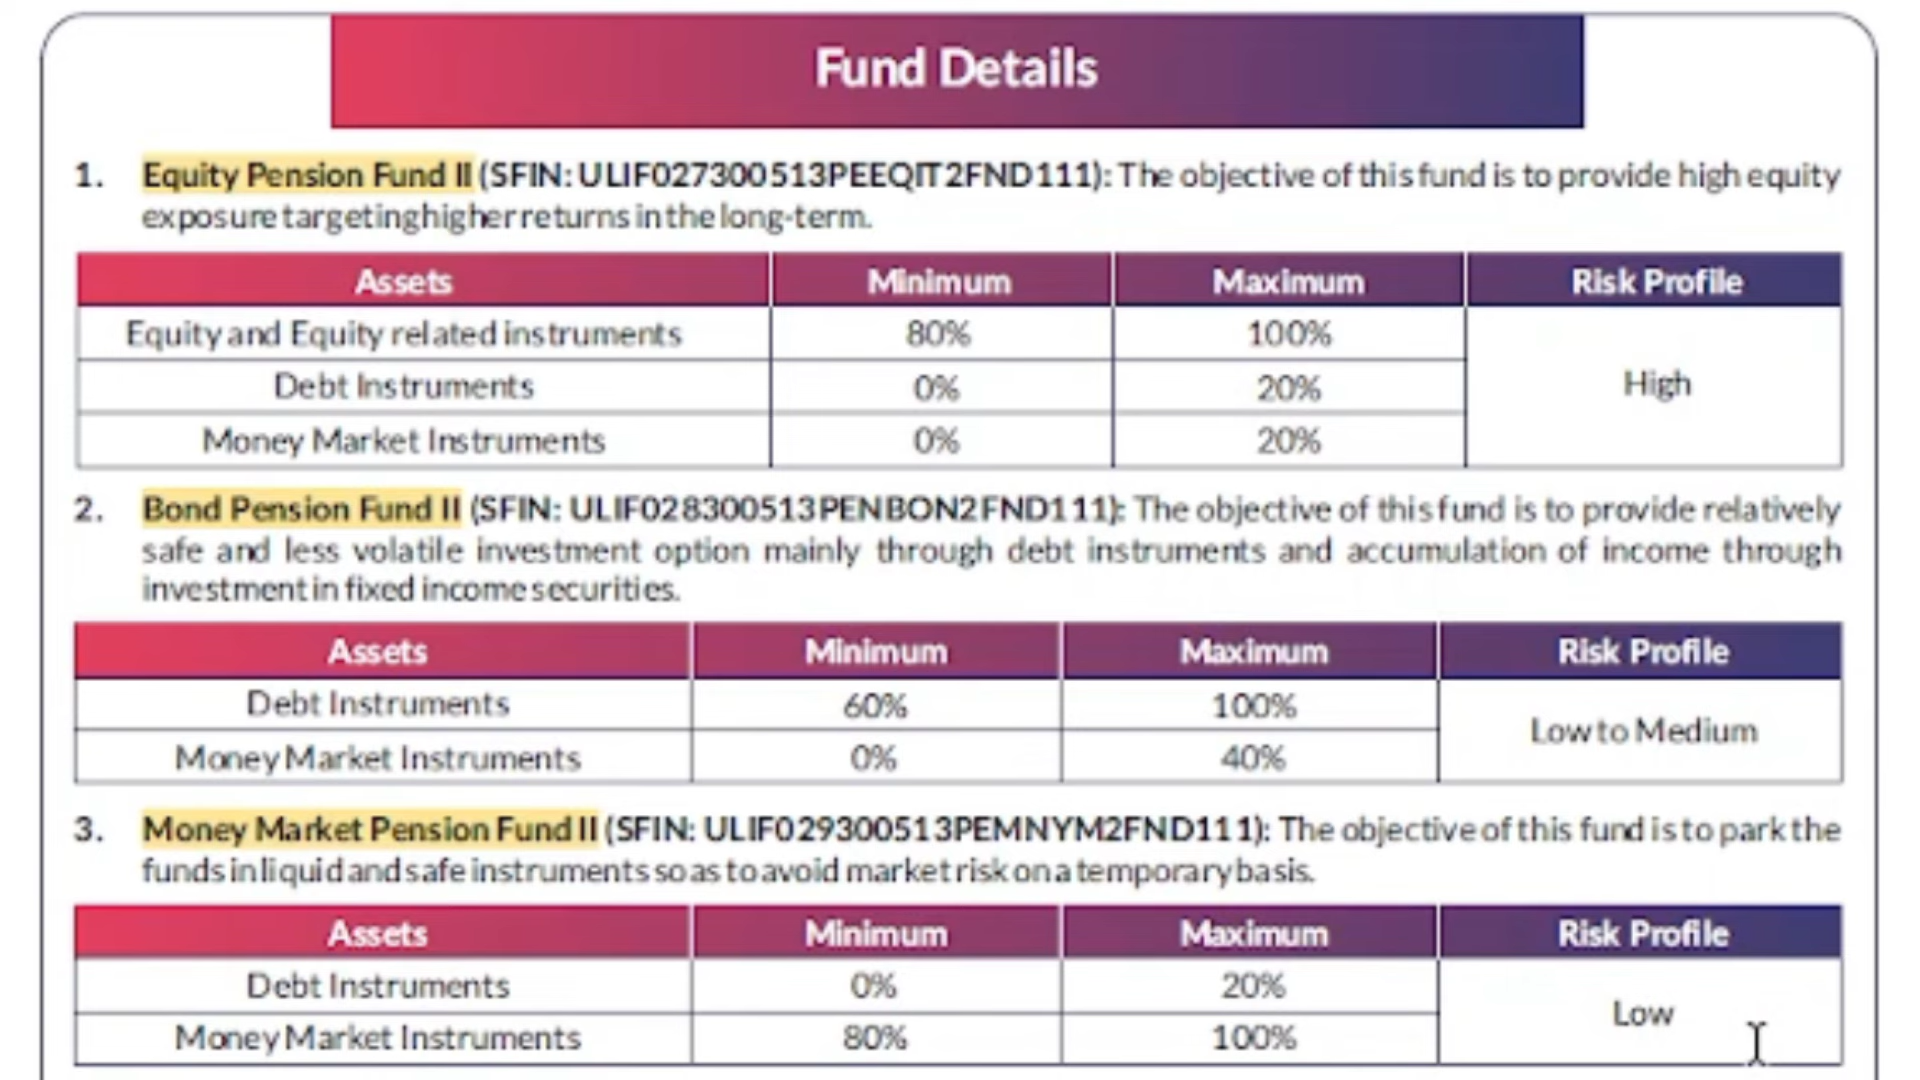 Fund Details
1. Equity Pension Fund II (SFIN: ULIF027300513PEEQIT2FND111): The objective of this fund is to provide high equity
exposure targeting higher returns in the long-term.
Assets Minimum Maximum Risk Profile
Equity and Equity related instruments 80% 100%
High
Debt Instruments 0% 20%
Money Market Instruments 0% 20%
2. Bond Pension Fund II (SFIN: ULIF028300513PENBON2FND111): The objective of this fund is to provide relatively
safe and less volatile investment option mainly through debt instruments and accumulation of income through
investment in fixed income securities.
Assets Minimum Maximum Risk Profile
Debt Instruments 60% 100%
Low to Medium
Money Market Instruments 0% 40%
3. Money Market Pension Fund II (SFIN: ULIF029300513PEMNYM2FND111): The objective of this fund is to park the
funds in liquid and safe instruments so as to avoid market risk on a temporary basis.
Assets Minimum Maximum Risk Profile
Debt Instruments 0% 20%
Low
Money Market Instruments 80% 100%